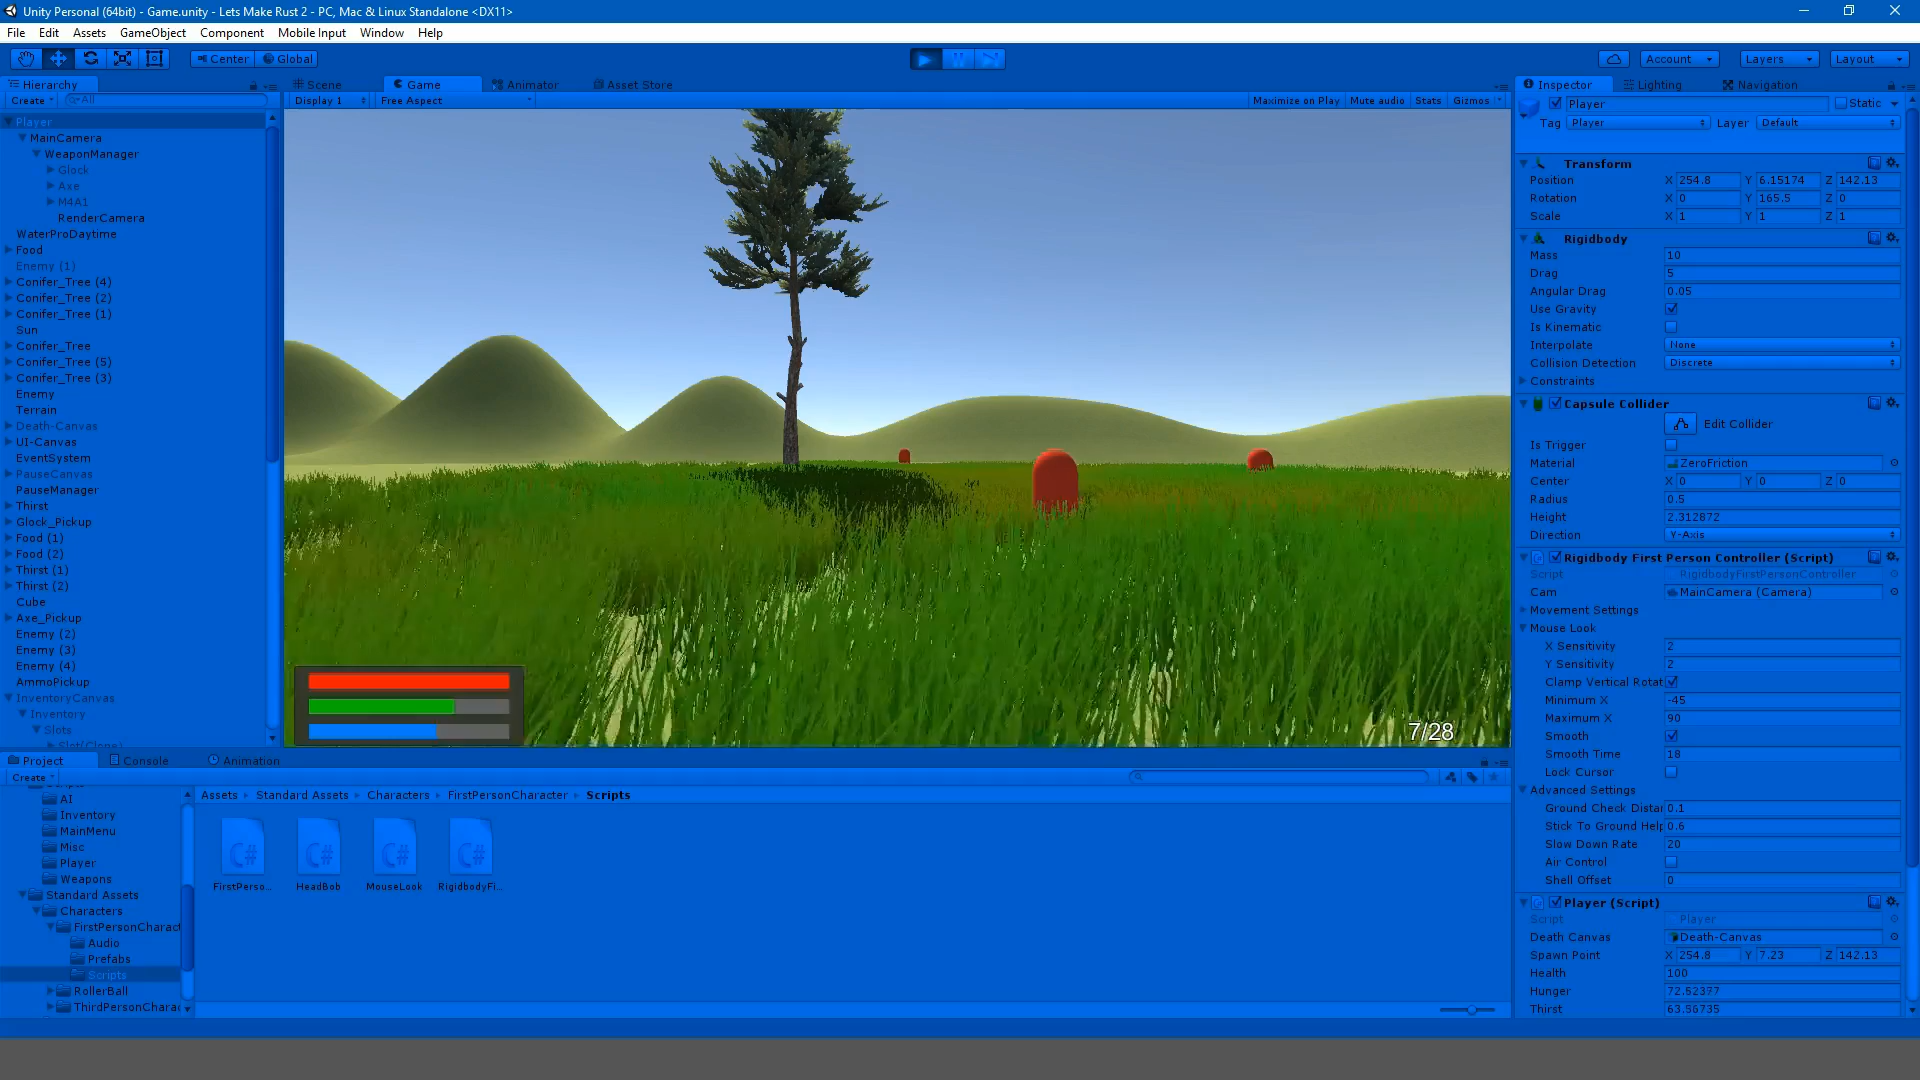 Unity Personal (64bit) - Game.unity - Lets Make Rust 2 - PC, Mac & Linux Standalone <DX11>
File Edit Assets GameObject Component Mobile Input Window Help
Center Global Account Layers Layout
Hierarchy
Create All
Player
MainCamera
WeaponManager
Glock
Axe
M4A1
RenderCamera
WaterProDaytime
Food
Enemy (1)
Conifer_Tree (4)
Conifer_Tree (2)
Conifer_Tree (1)
Sun
Conifer_Tree
Conifer_Tree (5)
Conifer_Tree (3)
Enemy
Terrain
Death-Canvas
UI-Canvas
EventSystem
PauseCanvas
PauseManager
Thirst
Glock_Pickup
Food (1)
Food (2)
Thirst (1)
Thirst (2)
Cube
Axe_Pickup
Enemy (2)
Enemy (3)
Enemy (4)
AmmoPickup
InventoryCanvas
Inventory
Slots
Slot(Clone)
Scene Game Animator Asset Store
Display 1 Free Aspect Maximize on Play Mute audio Stats Gizmos
7/28
Inspector Lighting Navigation
Player Static
Tag Player Layer Default
Transform
Position X 254.8 Y 6.15174 Z 142.13
Rotation X 0 Y 165.5 Z 0
Scale X 1 Y 1 Z 1
Rigidbody
Mass 10
Drag 5
Angular Drag 0.05
Use Gravity
Is Kinematic
Interpolate None
Collision Detection Discrete
Constraints
Capsule Collider
Edit Collider
Is Trigger
Material ZeroFriction
Center X 0 Y 0 Z 0
Radius 0.5
Height 2.312872
Direction Y-Axis
Rigidbody First Person Controller (Script)
Script RigidbodyFirstPersonController
Cam MainCamera (Camera)
Movement Settings
Mouse Look
X Sensitivity 2
Y Sensitivity 2
Clamp Vertical Rotat
Minimum X -45
Maximum X 90
Smooth
Smooth Time 18
Lock Cursor
Advanced Settings
Ground Check Distar 0.1
Stick To Ground Help 0.6
Slow Down Rate 20
Air Control
Shell Offset 0
Player (Script)
Script Player
Death Canvas Death-Canvas
Spawn Point X 254.8 Y 7.23 Z 142.13
Health 100
Hunger 72.62377
Thirst 63.96735
Project Console Animation
Create
AI
Inventory
MainMenu
Misc
Player
Weapons
Standard Assets
Characters
FirstPersonCharact
Audio
Prefabs
Scripts
RollerBall
ThirdPersonCharac
Assets Standard Assets Characters FirstPersonCharacter Scripts
C# C# C# C#
FirstPerso... HeadBob MouseLook RigidbodyFi...